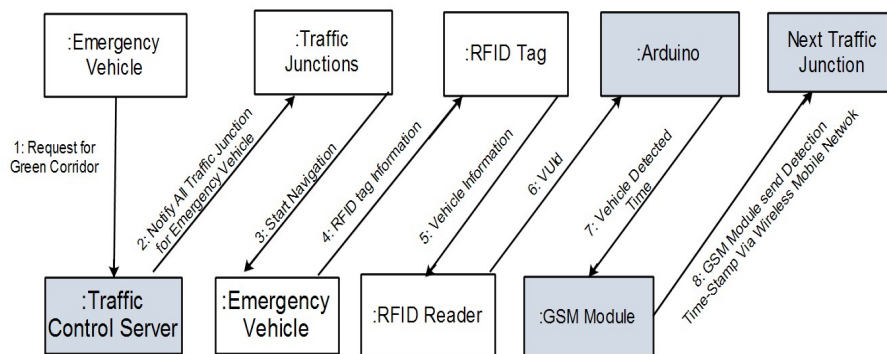 :Emergency
Vehicle
:Traffic
Junctions
:RFID Tag
:Arduino
Next Traffic
Junction
1: Request for
Green Corridor
2: Notify All Traffic Junction
for Emergency Vehicle
3: Start Navigation
4: RFID tag Information
5: Vehicle Information
6: VUId
7: Vehicle Detected
Time
8: GSM Module send Detection
Time-Stamp Via Wireless Mobile Netwok
:Traffic
Control Server
:Emergency
Vehicle
:RFID Reader
:GSM Module